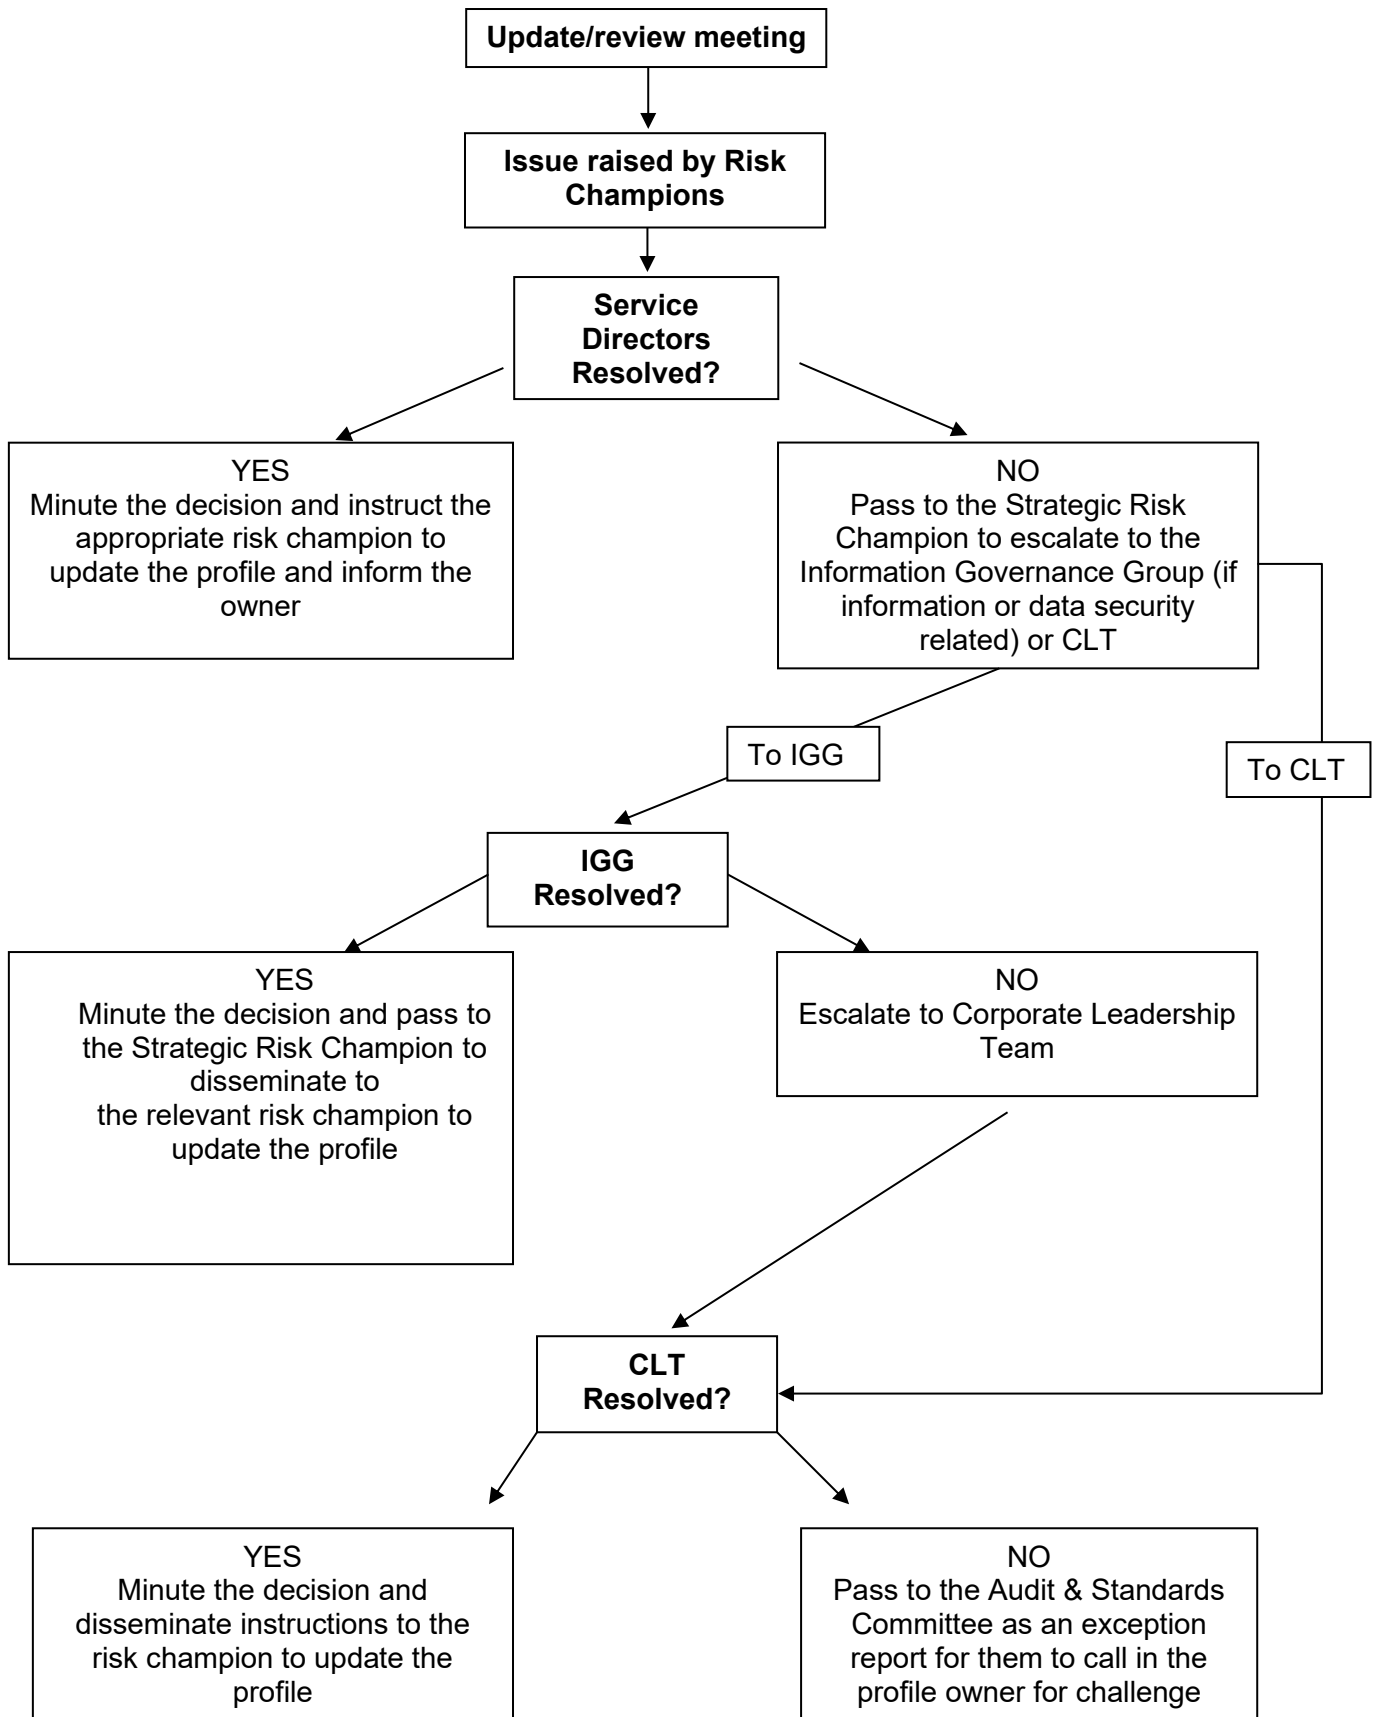 Update/review meeting
Issue raised by Risk
Champions
Service
Directors
Resolved?
YES
Minute the decision and instruct the
appropriate risk champion to
update the profile and inform the
owner
NO
Pass to the Strategic Risk
Champion to escalate to the
Information Governance Group (if
information or data security
related) or CLT
To IGG
To CLT
IGG
Resolved?
YES
Minute the decision and pass to
the Strategic Risk Champion to
disseminate to
the relevant risk champion to
update the profile
NO
Escalate to Corporate Leadership
Team
CLT
Resolved?
YES
Minute the decision and
disseminate instructions to the
risk champion to update the
profile
NO
Pass to the Audit & Standards
Committee as an exception
report for them to call in the
profile owner for challenge